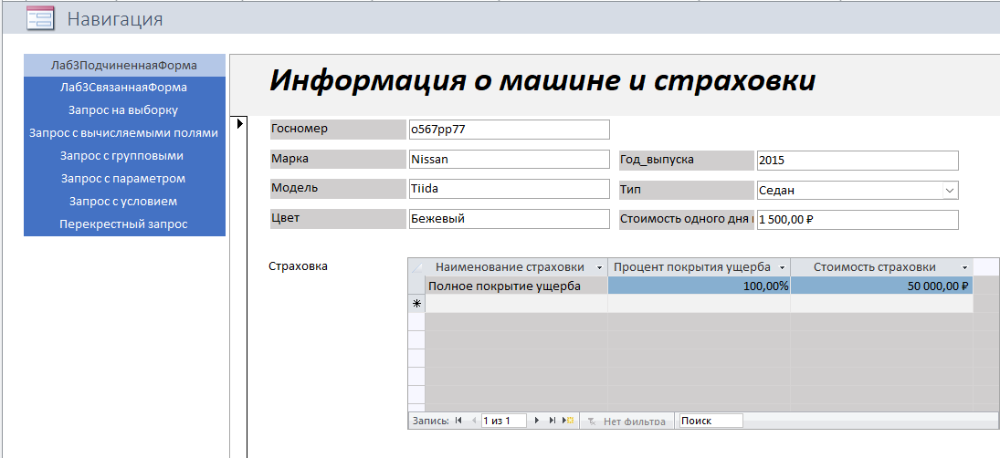 Навигация
Лаб3ПодчиненнаяФорма
Лаб3СвязаннаяФорма
Запрос на выборку
Запрос с вычисляемыми полями
Запрос с групповыми
Запрос с параметром
Запрос с условием
Перекрестный запрос
Информация о машине и страховки
Госномер о567рр77
Марка Nissan Год_выпуска 2015
Модель Tiida Тип Седан
Цвет Бежевый Стоимость одного дня 1 500,00 ₽
Страховка
Наименование страховки Процент покрытия ущерба Стоимость страховки
Полное покрытие ущерба 100,00% 50 000,00 ₽
Запись: 1 из 1 Нет фильтра Поиск